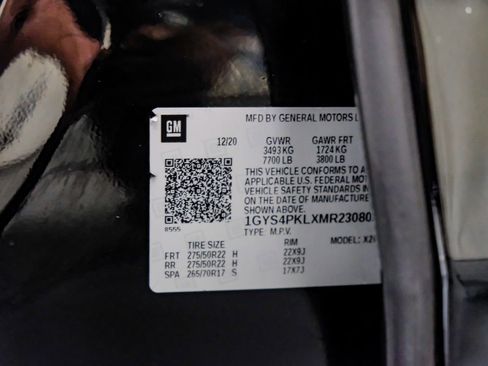 GM
MFD BY GENERAL MOTORS L
12/20 GVWR GAWR FRT
3493 KG 1724 KG
7700 LB 3800 LB
THIS VEHICLE CONFORMS TO
APPLICABLE U.S. FEDERAL MOT
VEHICLE SAFETY STANDARDS IN
ON THE DATE OF MANUFACTURE
SHOWN ABOVE.
8555
1GYS4PKLXMR23080
TYPE: M.P.V. MODEL:
TIRE SIZE RIM
FRT 275/50R22 H 22X9J
RR 275/50R22 H 22X9J
SPA 265/70R17 S 17X7J